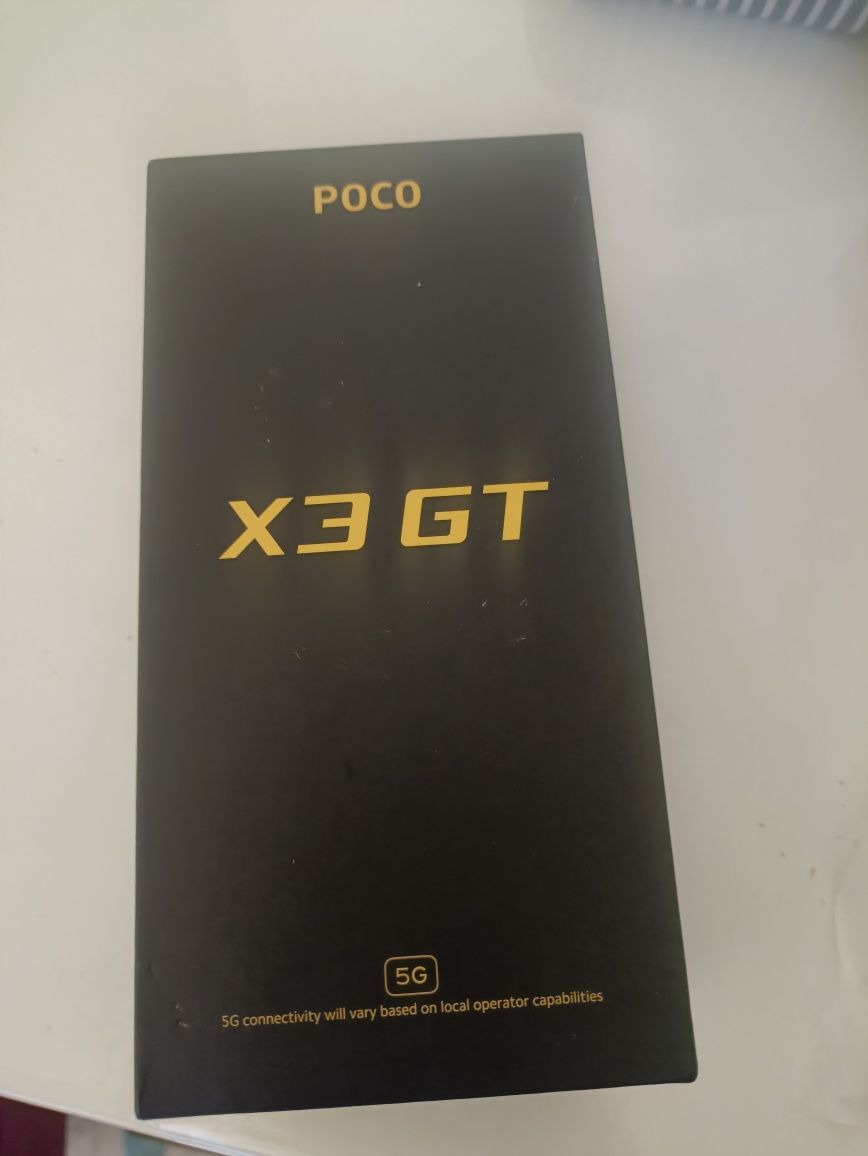 POCO
X3 GT
5G
5G connectivity will vary based on local operator capabilities